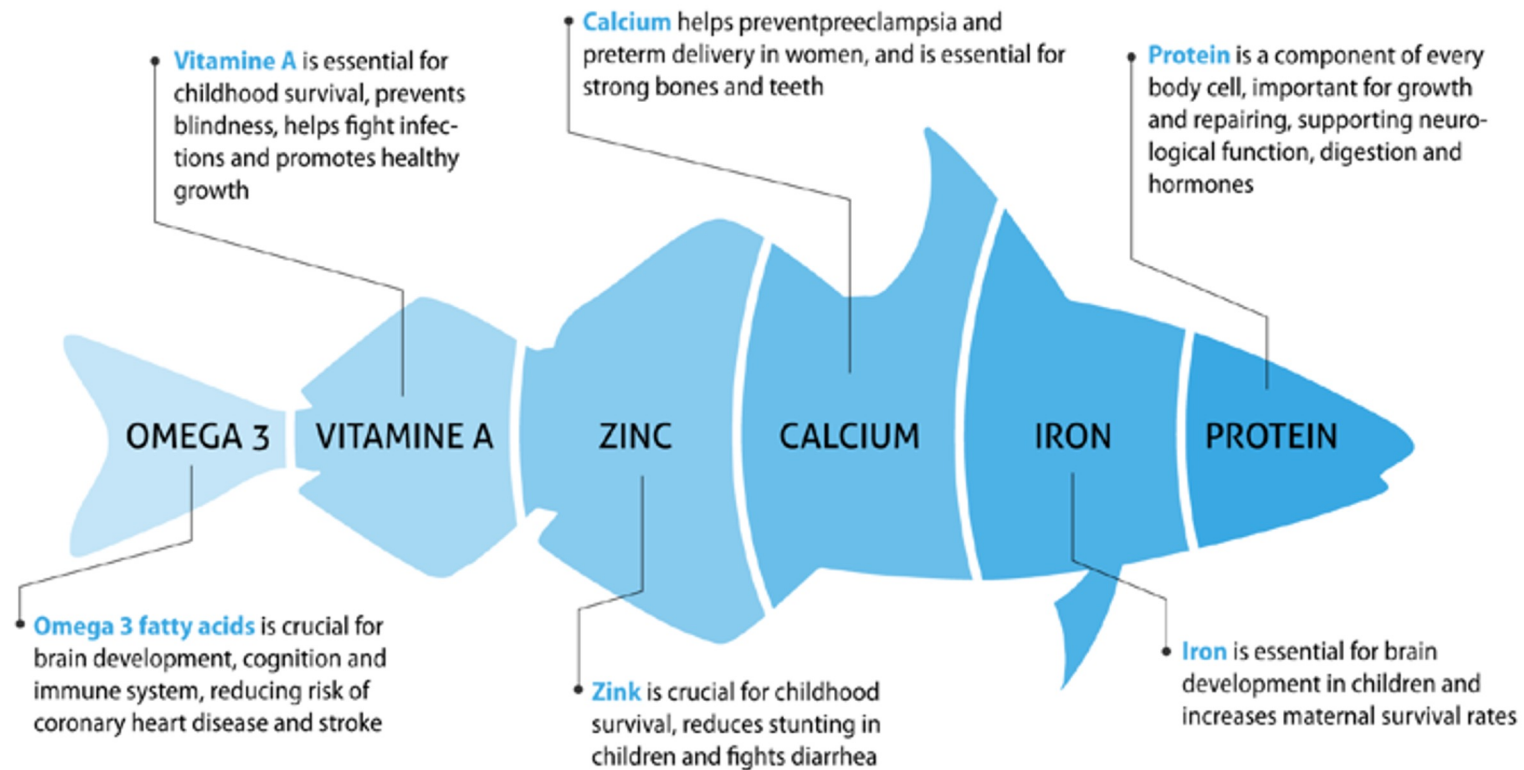 Calcium helps preventpreeclampsia and
preterm delivery in women, and is essential for
strong bones and teeth
Vitamine A is essential for
childhood survival, prevents
blindness, helps fight infec-
tions and promotes healthy
growth
Protein is a component of every
body cell, important for growth
and repairing, supporting neuro-
logical function, digestion and
hormones
OMEGA 3
VITAMINE A
ZINC
CALCIUM
IRON
PROTEIN
Omega 3 fatty acids is crucial for
brain development, cognition and
immune system, reducing risk of
coronary heart disease and stroke
Zink is crucial for childhood
survival, reduces stunting in
children and fights diarrhea
Iron is essential for brain
development in children and
increases maternal survival rates